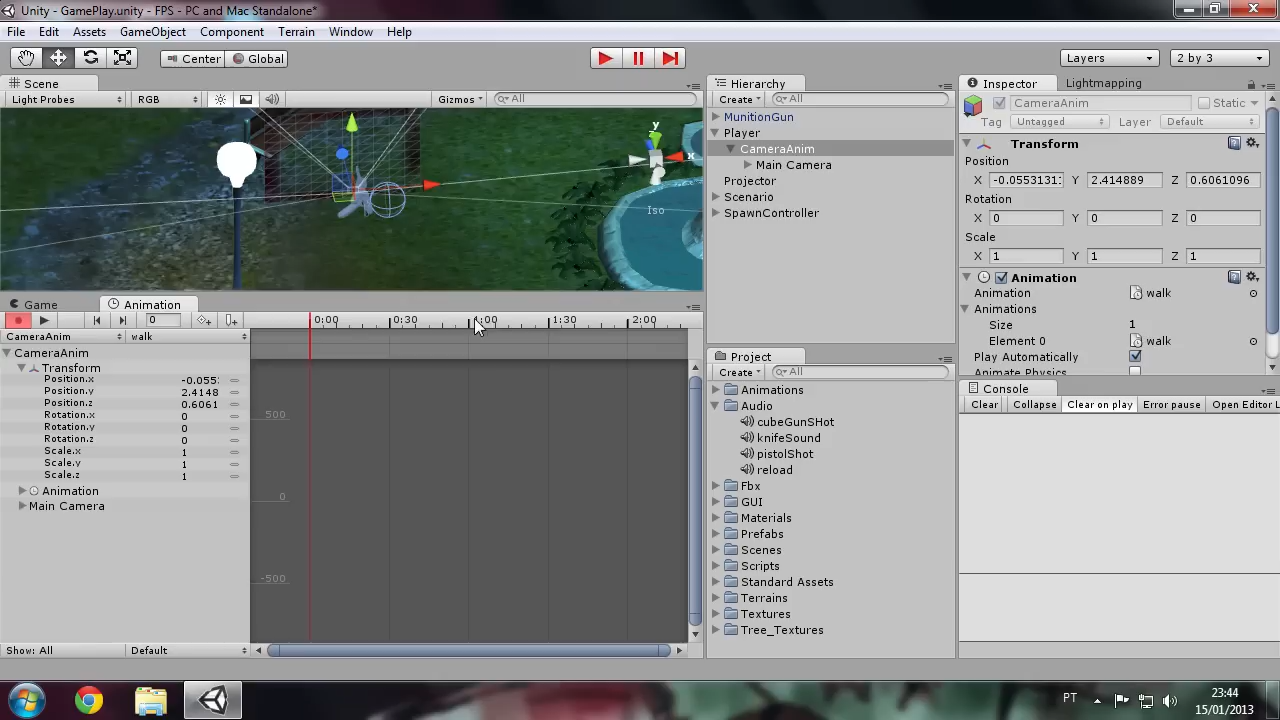 Unity - GamePlay.unity - FPS - PC and Mac Standalone*
File Edit Assets GameObject Component Terrain Window Help
Center Global Layers 2 by 3
Scene
Light Probes RGB Gizmos All
y
x
Iso
Game Animation
0 0:00 0:30 1:00 1:30 2:00
CameraAnim walk
CameraAnim
Transform
Position.x -0.055
Position.y 2.4148
Position.z 0.6061
Rotation.x 0
Rotation.y 0
Rotation.z 0
Scale.x 1
Scale.y 1
Scale.z 1
Animation
Main Camera
500
0
-500
Show: All Default
Hierarchy
Create All
MunitionGun
Player
CameraAnim
Main Camera
Projector
Scenario
SpawnController
Project
Create All
Animations
Audio
cubeGunSHot
knifeSound
pistolShot
reload
Fbx
GUI
Materials
Prefabs
Scenes
Scripts
Standard Assets
Terrains
Textures
Tree_Textures
Inspector Lightmapping
CameraAnim Static
Tag Untagged Layer Default
Transform
Position
X -0.0553131 Y 2.414889 Z 0.6061096
Rotation
X 0 Y 0 Z 0
Scale
X 1 Y 1 Z 1
Animation
Animation walk
Animations
Size 1
Element 0 walk
Play Automatically
Animate Physics
Console
Clear Collapse Clear on play Error pause Open Editor L
PT 23:44
15/01/2013